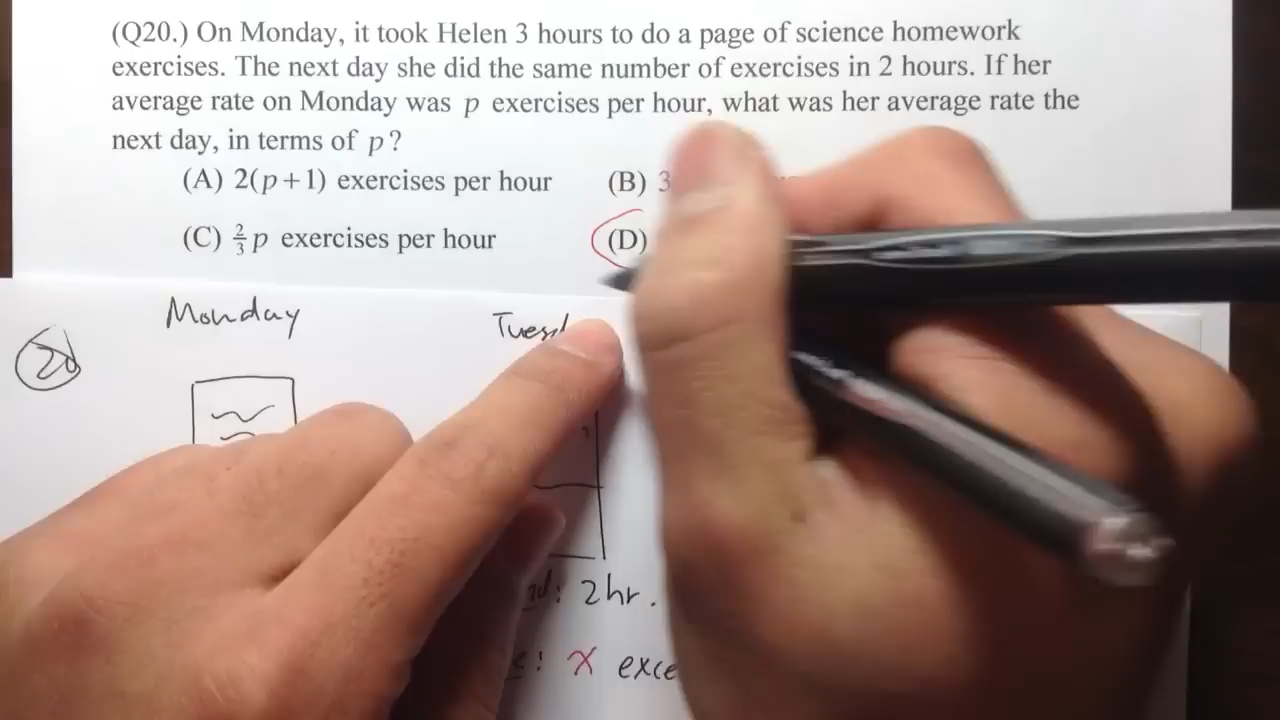 (Q20.) On Monday, it took Helen 3 hours to do a page of science homework
exercises. The next day she did the same number of exercises in 2 hours. If her
average rate on Monday was p exercises per hour, what was her average rate the
next day, in terms of p?
(A) 2(p+1) exercises per hour (B) 3
(C) 2/3 p exercises per hour (D)
Monday
2hr.
x